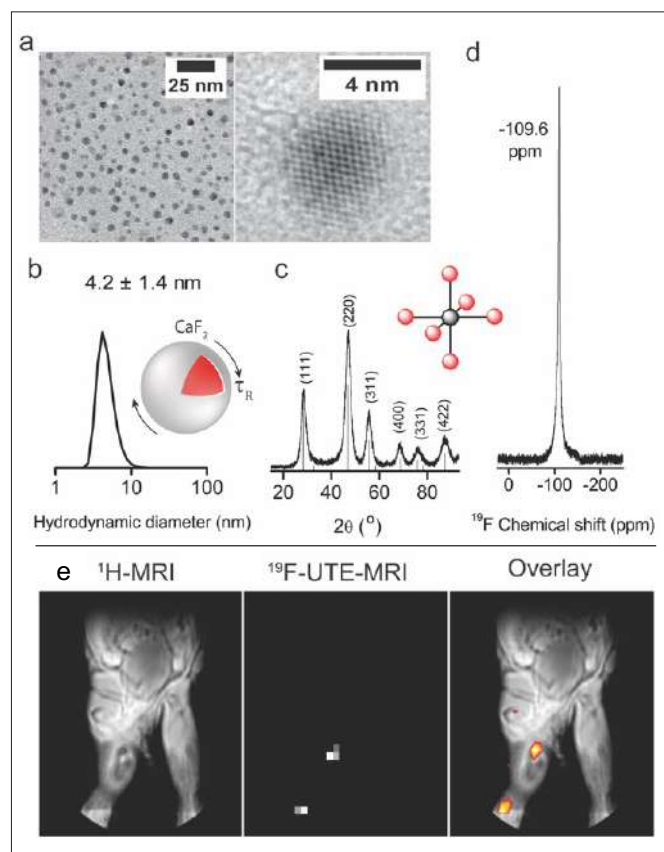 a
25 nm
4 nm
d
-109.6
ppm
b
4.2 ± 1.4 nm
CaF2
τR
1
10
100
Hydrodynamic diameter (nm)
c
(111)
(220)
(311)
(400)
(331)
(422)
20
40
60
80
2θ (°)
0
-100
-200
19F Chemical shift (ppm)
e
1H-MRI
19F-UTE-MRI
Overlay